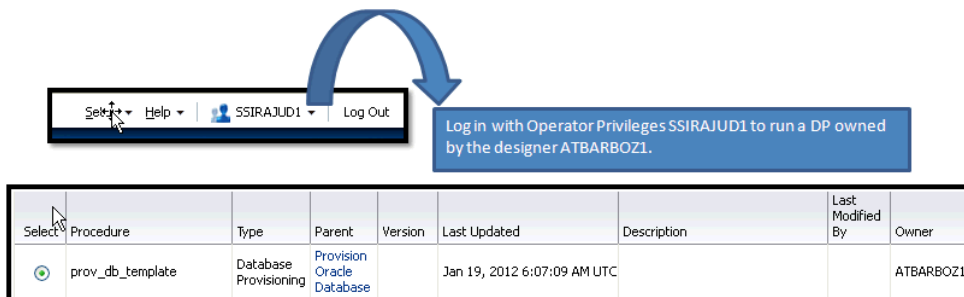 Setup Help SSIRAJUD1 Log Out
Log in with Operator Privileges SSIRAJUD1 to run a DP owned
by the designer ATBARBOZ1.
Select Procedure Type Parent Version Last Updated Description Last Modified By Owner
prov_db_template Database Provisioning Provision Oracle Database Jan 19, 2012 6:07:09 AM UTC ATBARBOZ1